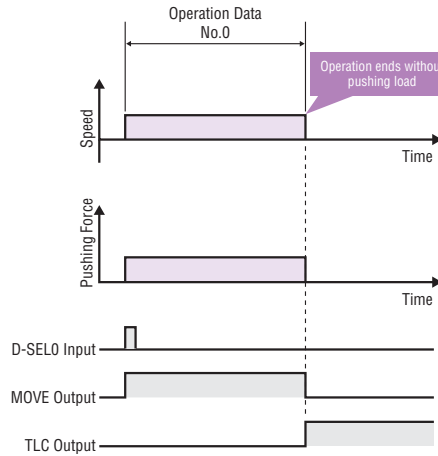 Operation Data
No.0
Operation ends withou
pushing load
Speed
Time
Pushing Force
Time
D-SEL0 Input
MOVE Output
TLC Output